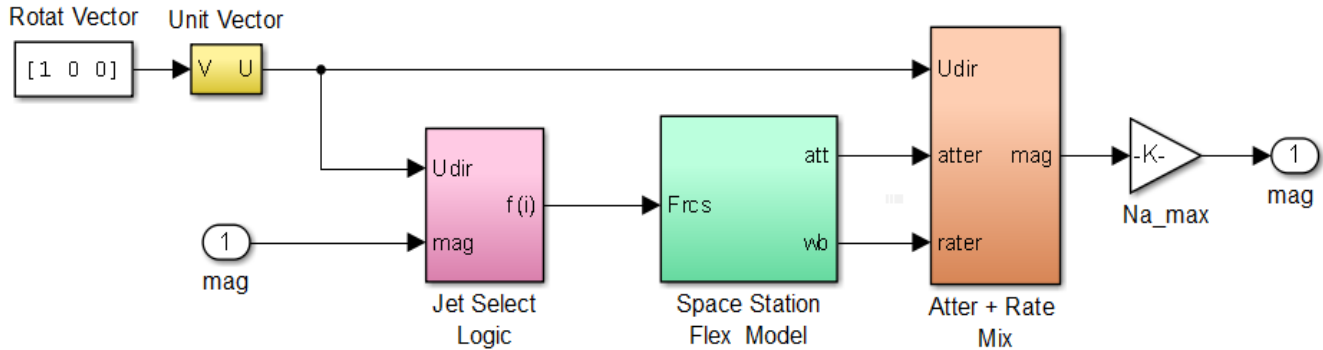 Rotat Vector
Unit Vector
[1 0 0]
V U
Udir
mag
f(i)
Jet Select
Logic
1
mag
Frcs
att
wb
Space Station
Flex Model
Udir
atter
rater
mag
Atter + Rate
Mix
-K-
Na_max
1
mag